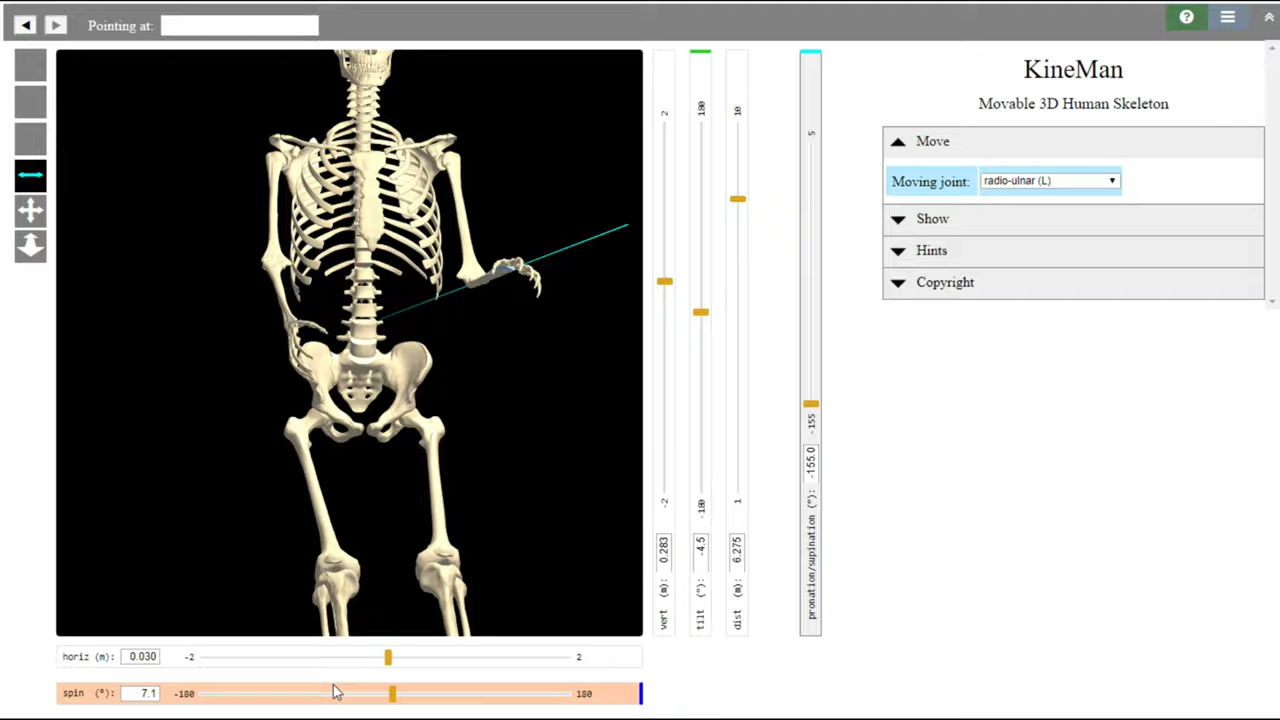 Pointing at:
?
KineMan
Movable 3D Human Skeleton
Move
Moving joint: radio-ulnar (L)
Show
Hints
Copyright
vert (m): 0.283 -2 2
tilt (°): -4.5 -180 180
dist (m): 6.275 1 10
pronation/supination (°): -155.0 -155 5
horiz (m): 0.030 -2 2
spin (°): 7.1 -180 180